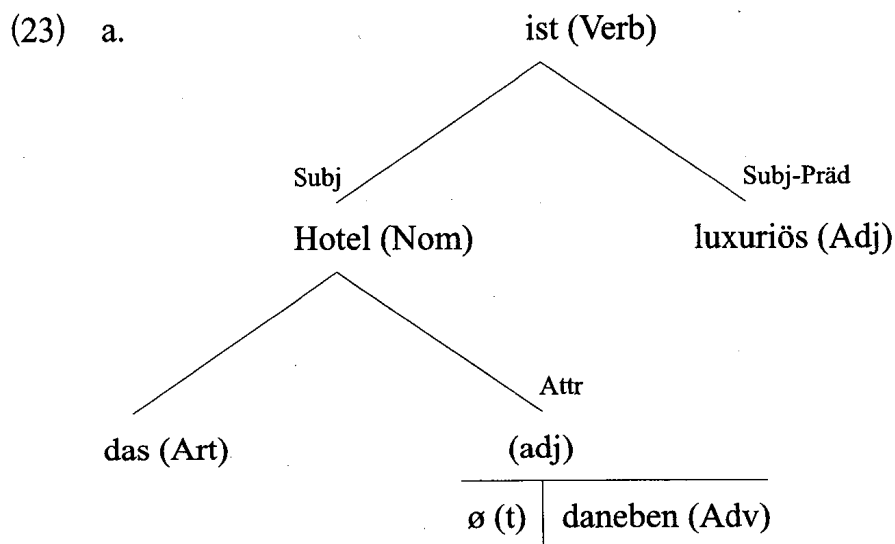 (23) a. ist (Verb)
Subj Subj-Präd
Hotel (Nom) luxuriös (Adj)
Attr
das (Art) (adj)
ø (t) daneben (Adv)